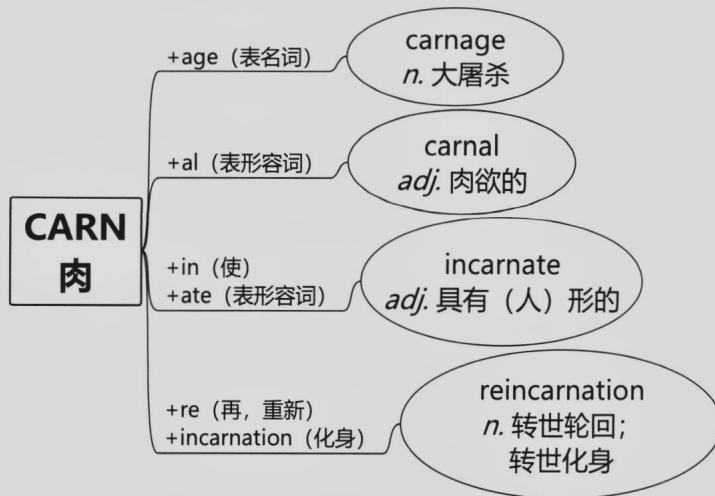 +age（表名词）
carnage
n. 大屠杀
+al（表形容词）
carnal
adj. 肉欲的
CARN
肉
+in（使）
+ate（表形容词）
incarnate
adj. 具有（人）形的
+re（再，重新）
+incarnation（化身）
reincarnation
n. 转世轮回；
转世化身